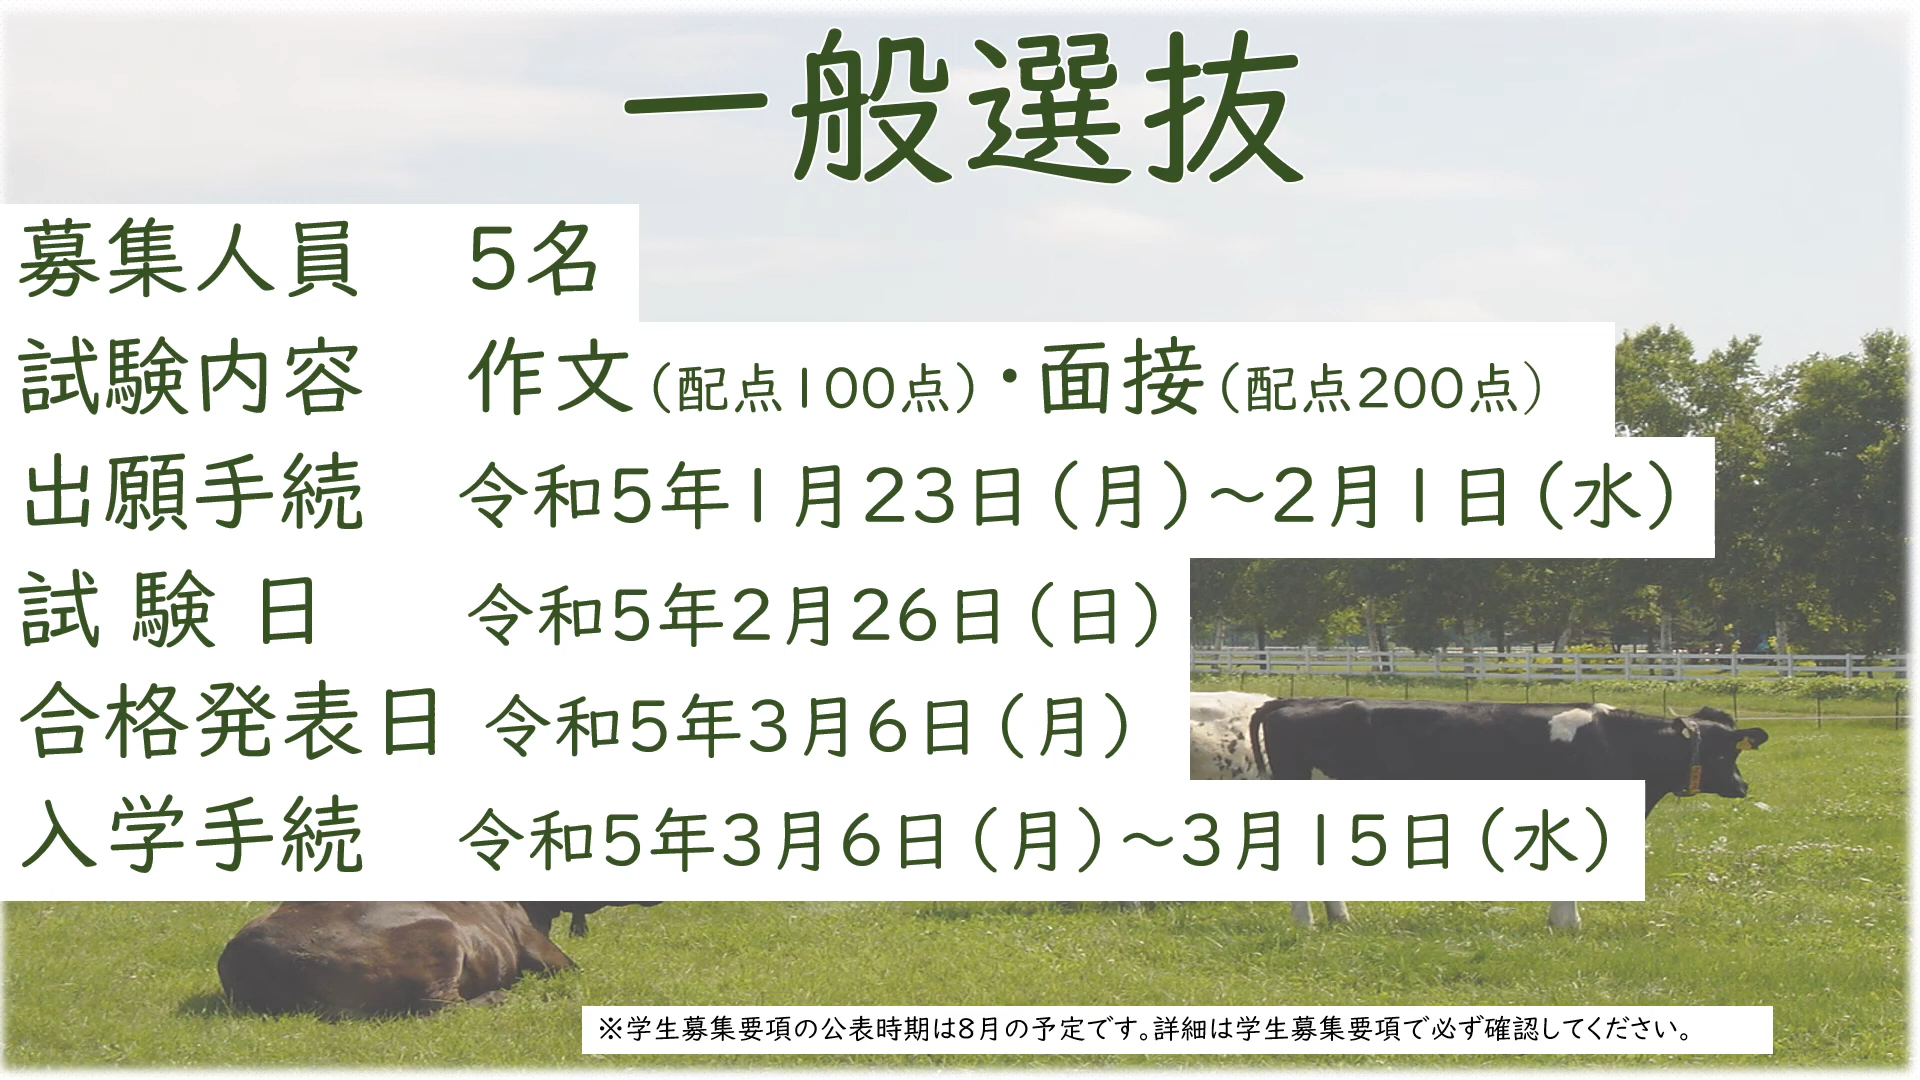 一般選抜
募集人員　5名
試験内容　作文(配点100点)・面接(配点200点)
出願手続　令和5年1月23日(月)～2月1日(水)
試 験 日　令和5年2月26日(日)
合格発表日　令和5年3月6日(月)
入学手続　令和5年3月6日(月)～3月15日(水)
※学生募集要項の公表時期は8月の予定です。詳細は学生募集要項で必ず確認してください。